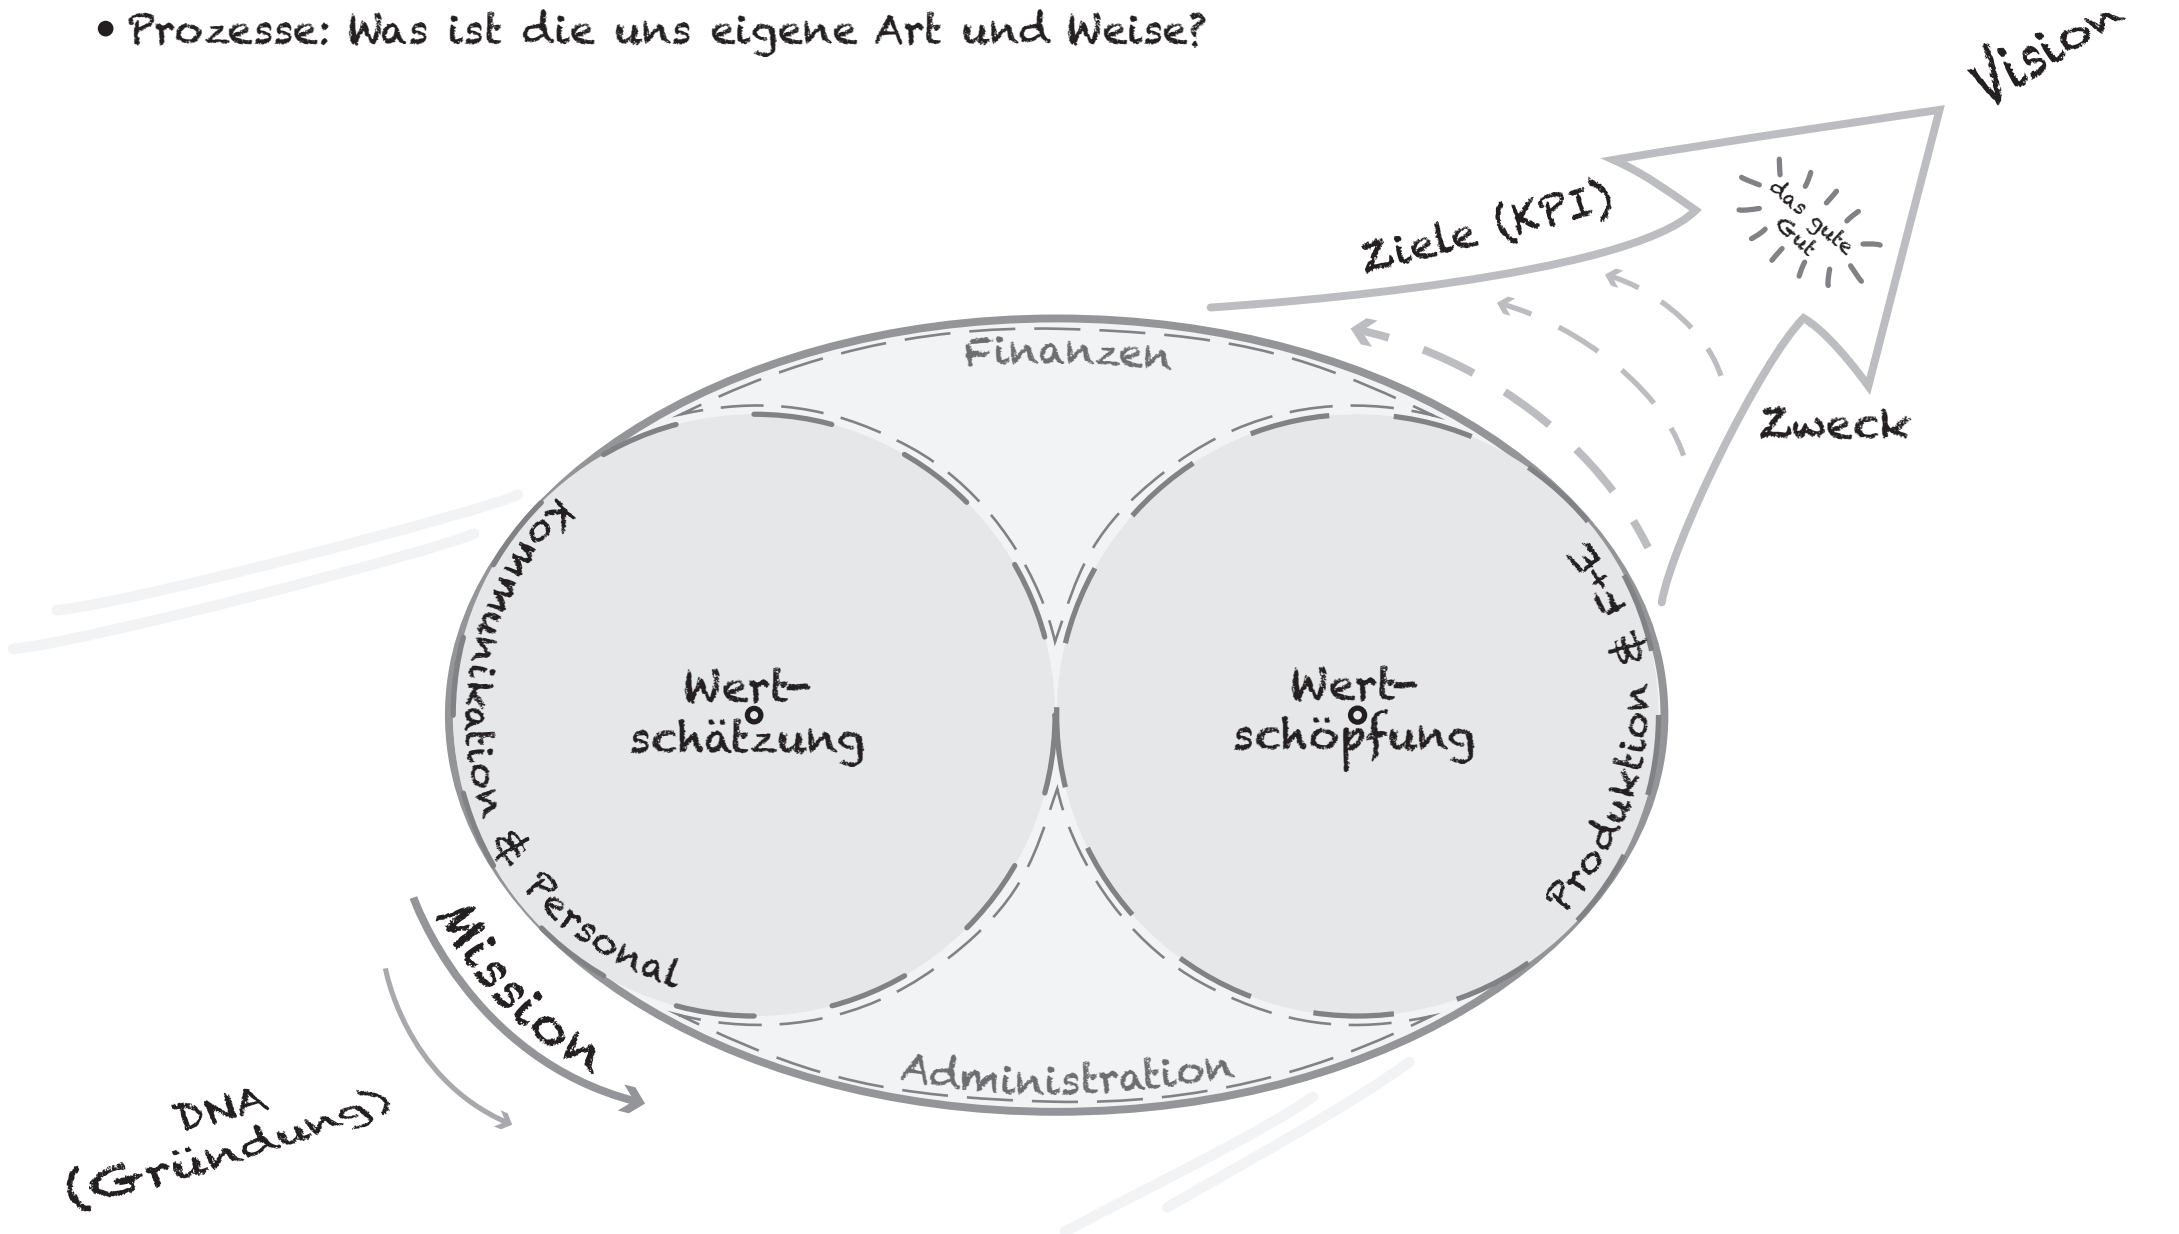 • Prozesse: Was ist die uns eigene Art und Weise?
Vision
das gute
Gut
Ziele (KPI)
Zweck
Finanzen
Kommunikation & Personal
Wert-
schätzung
Wert-
schöpfung
Produktion & F+E
Administration
Mission
DNA
(Gründung)